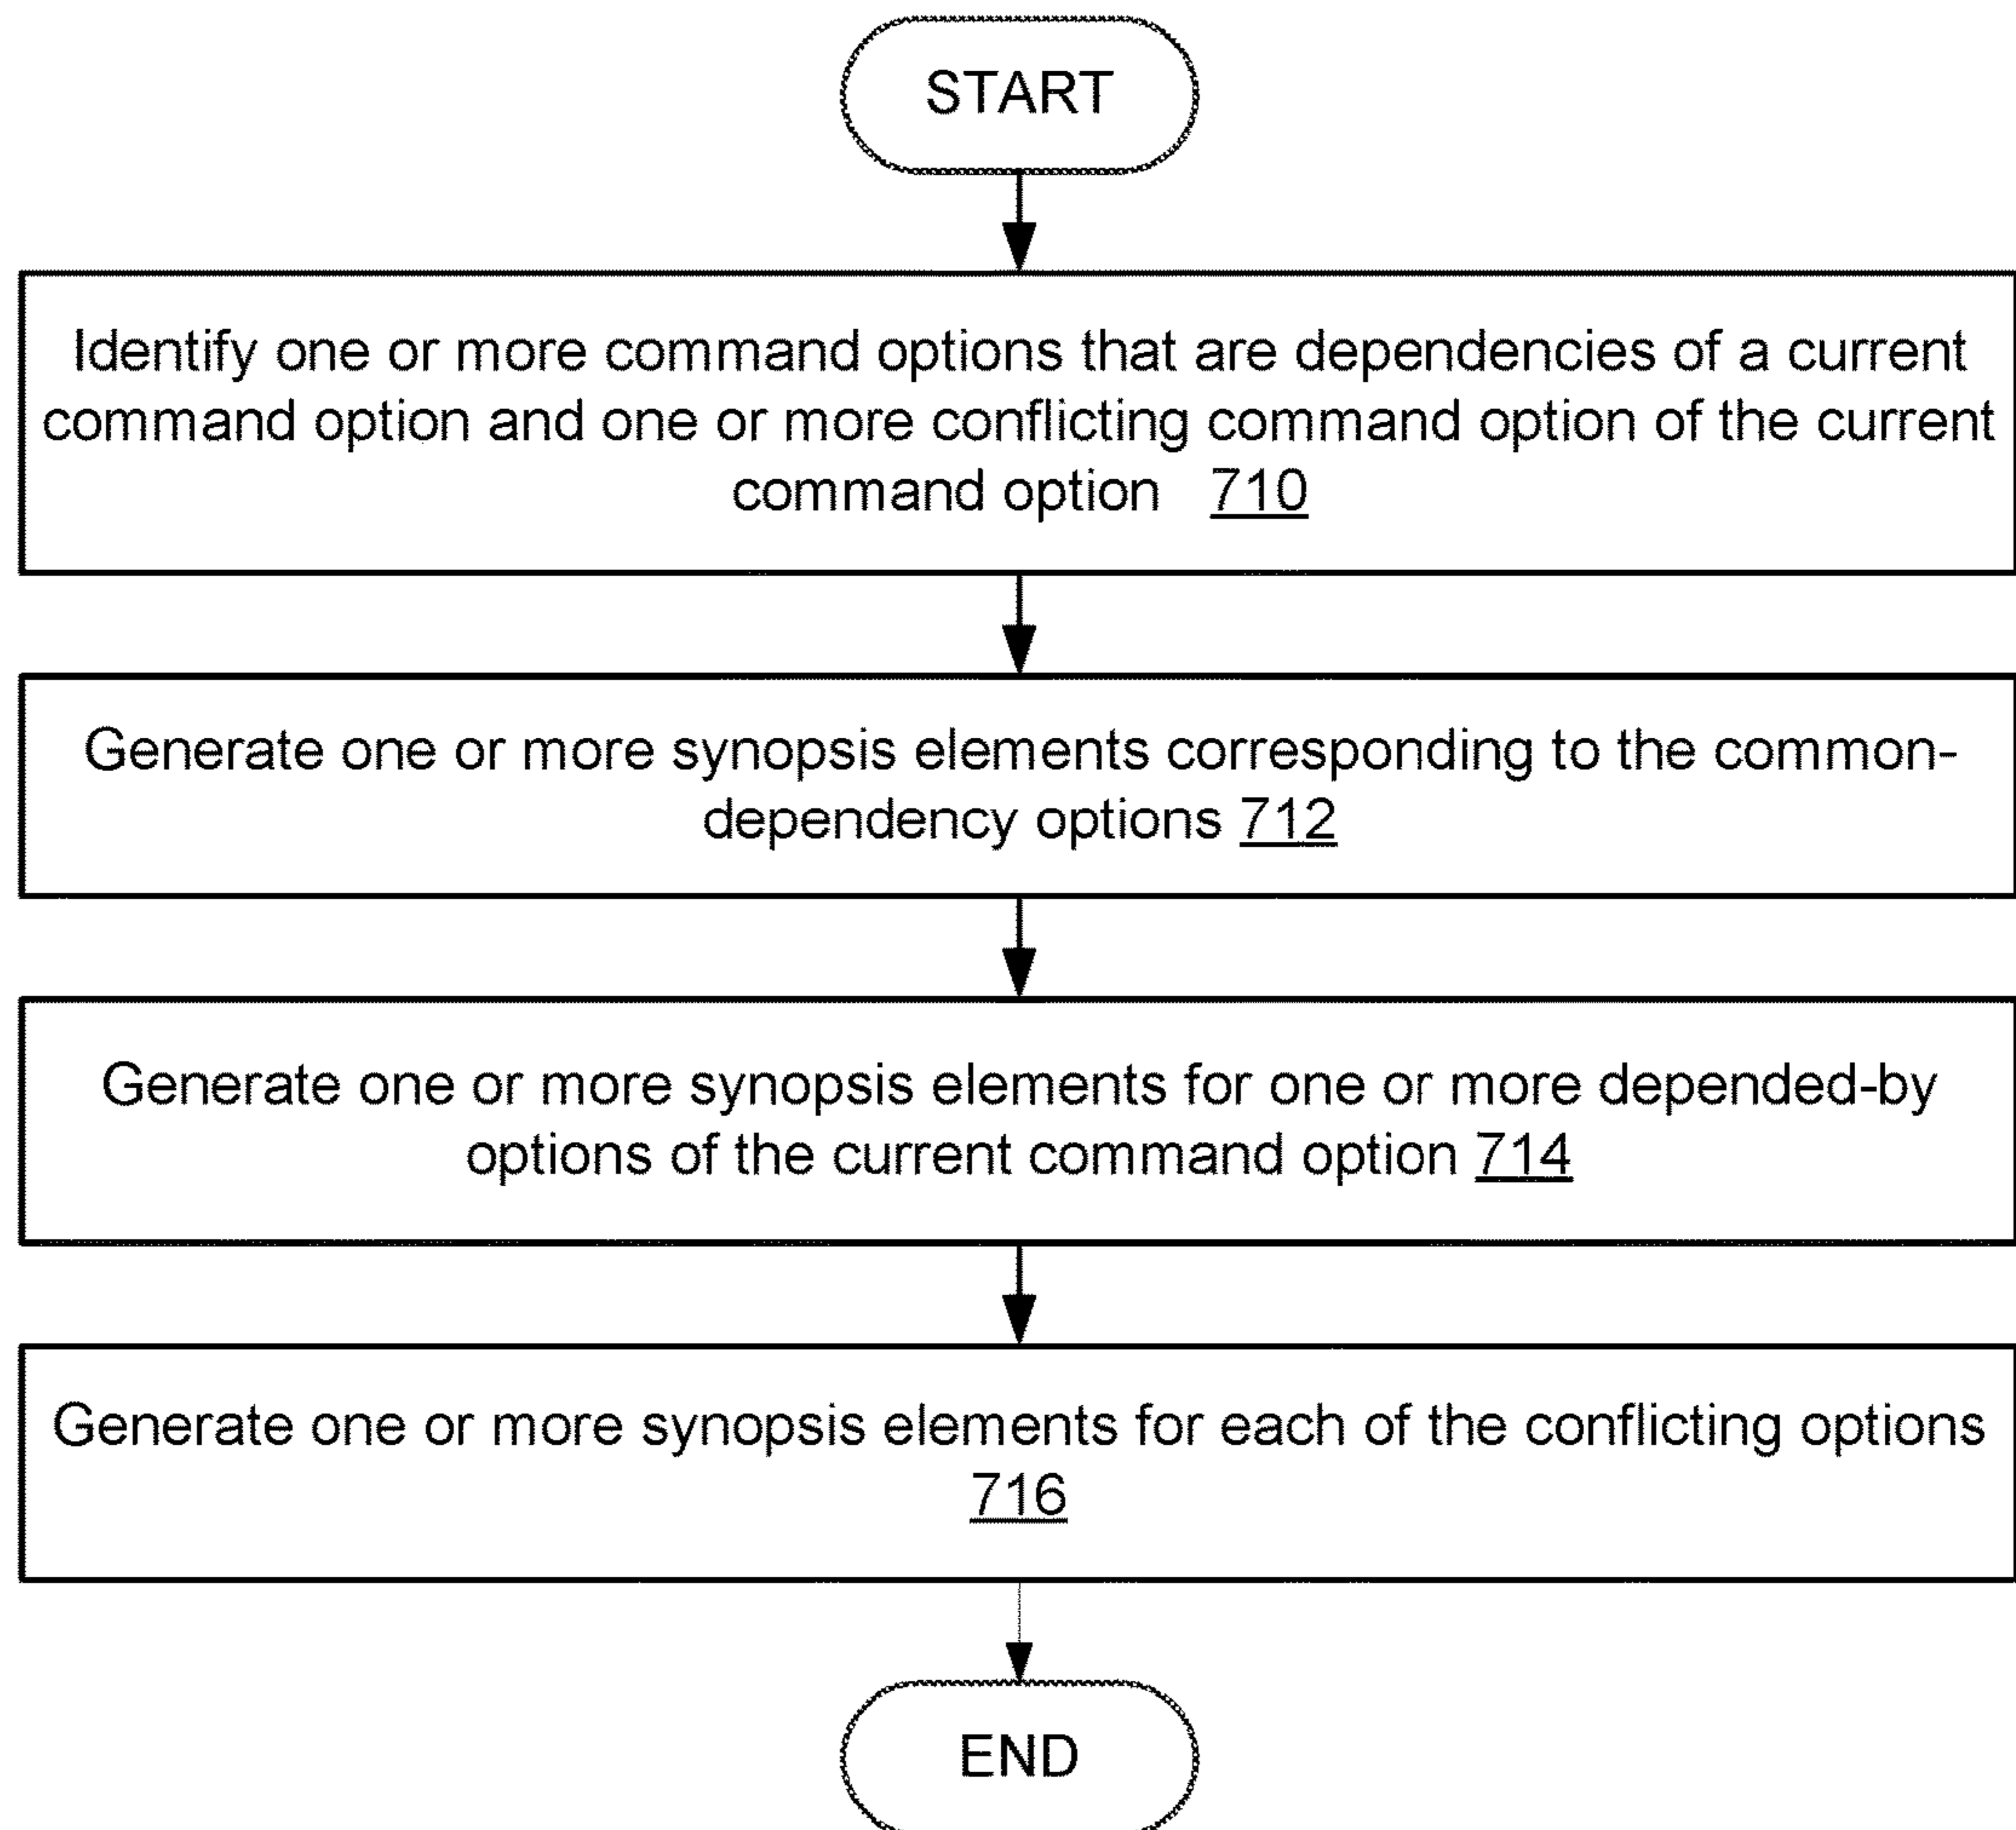 START
Identify one or more command options that are dependencies of a current
command option and one or more conflicting command option of the current
command option 710
Generate one or more synopsis elements corresponding to the common-
dependency options 712
Generate one or more synopsis elements for one or more depended-by
options of the current command option 714
Generate one or more synopsis elements for each of the conflicting options
716
END